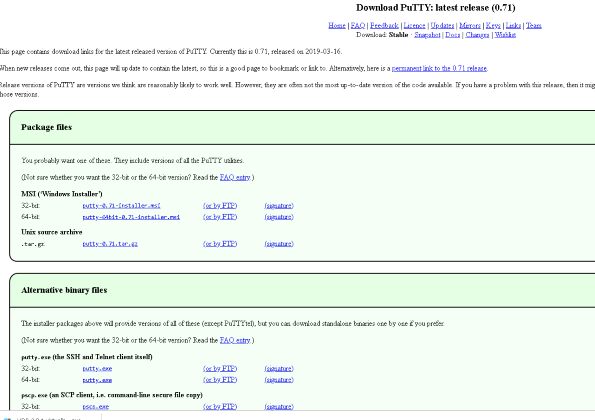 Download PuTTY: latest release (0.71)
Home | FAQ | Feedback | Licence | Updates | Mirrors | Keys | Links | Team
Download: Stable · Snapshot | Docs | Changes | Wishlist
This page contains download links for the latest released version of PuTTY. Currently this is 0.71, released on 2019-03-16.
When new releases come out, this page will update to contain the latest, so this is a good page to bookmark or link to. Alternatively, here is a permanent link to the 0.71 release.
Release versions of PuTTY are versions we think are reasonably likely to work well. However, they are often not the most up-to-date version of the code available. If you have a problem with this release, then it mig
hose versions.
Package files
You probably want one of these. They include versions of all the PuTTY utilities.
(Not sure whether you want the 32-bit or the 64-bit version? Read the FAQ entry.)
MSI ('Windows Installer')
32-bit: putty-0.71-installer.msi (or by FTP) (signature)
64-bit: putty-64bit-0.71-installer.msi (or by FTP) (signature)
Unix source archive
.tar.gz: putty-0.71.tar.gz (or by FTP) (signature)
Alternative binary files
The installer packages above will provide versions of all of these (except PuTTYtel), but you can download standalone binaries one by one if you prefer.
(Not sure whether you want the 32-bit or the 64-bit version? Read the FAQ entry.)
putty.exe (the SSH and Telnet client itself)
32-bit: putty.exe (or by FTP) (signature)
64-bit: putty.exe (or by FTP) (signature)
pscp.exe (an SCP client, i.e. command-line secure file copy)
32-bit: pscp.exe (or by FTP) (signature)